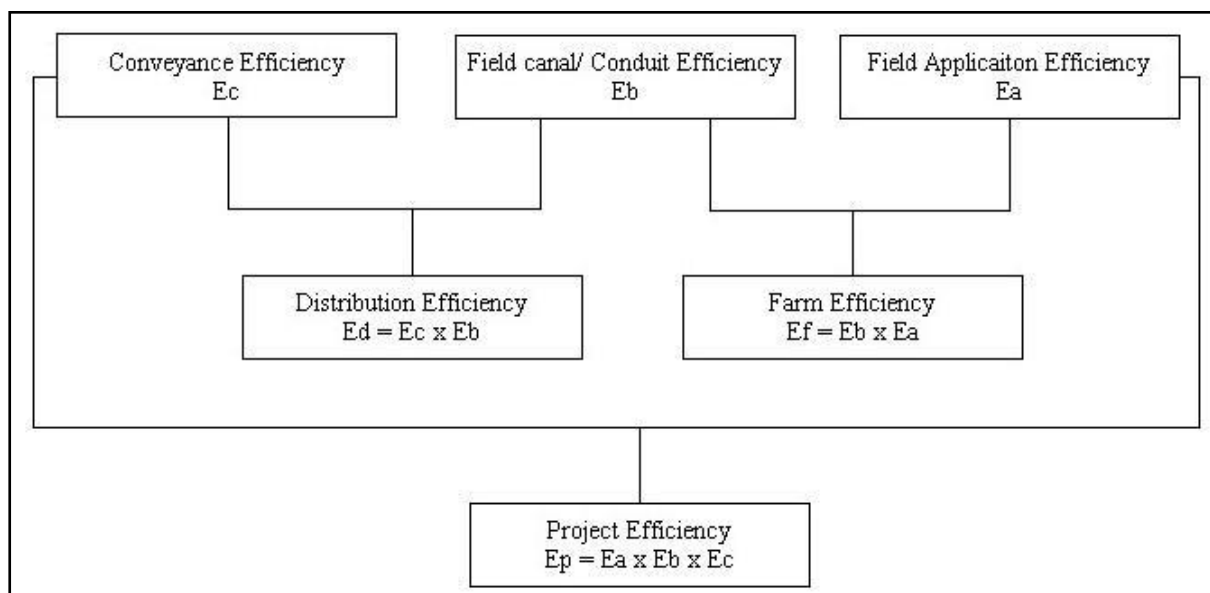 Conveyance Efficiency
Ec
Field canal/ Conduit Efficiency
Eb
Field Applicaiton Efficiency
Ea
Distribution Efficiency
Ed = Ec x Eb
Farm Efficiency
Ef = Eb x Ea
Project Efficiency
Ep = Ea x Eb x Ec